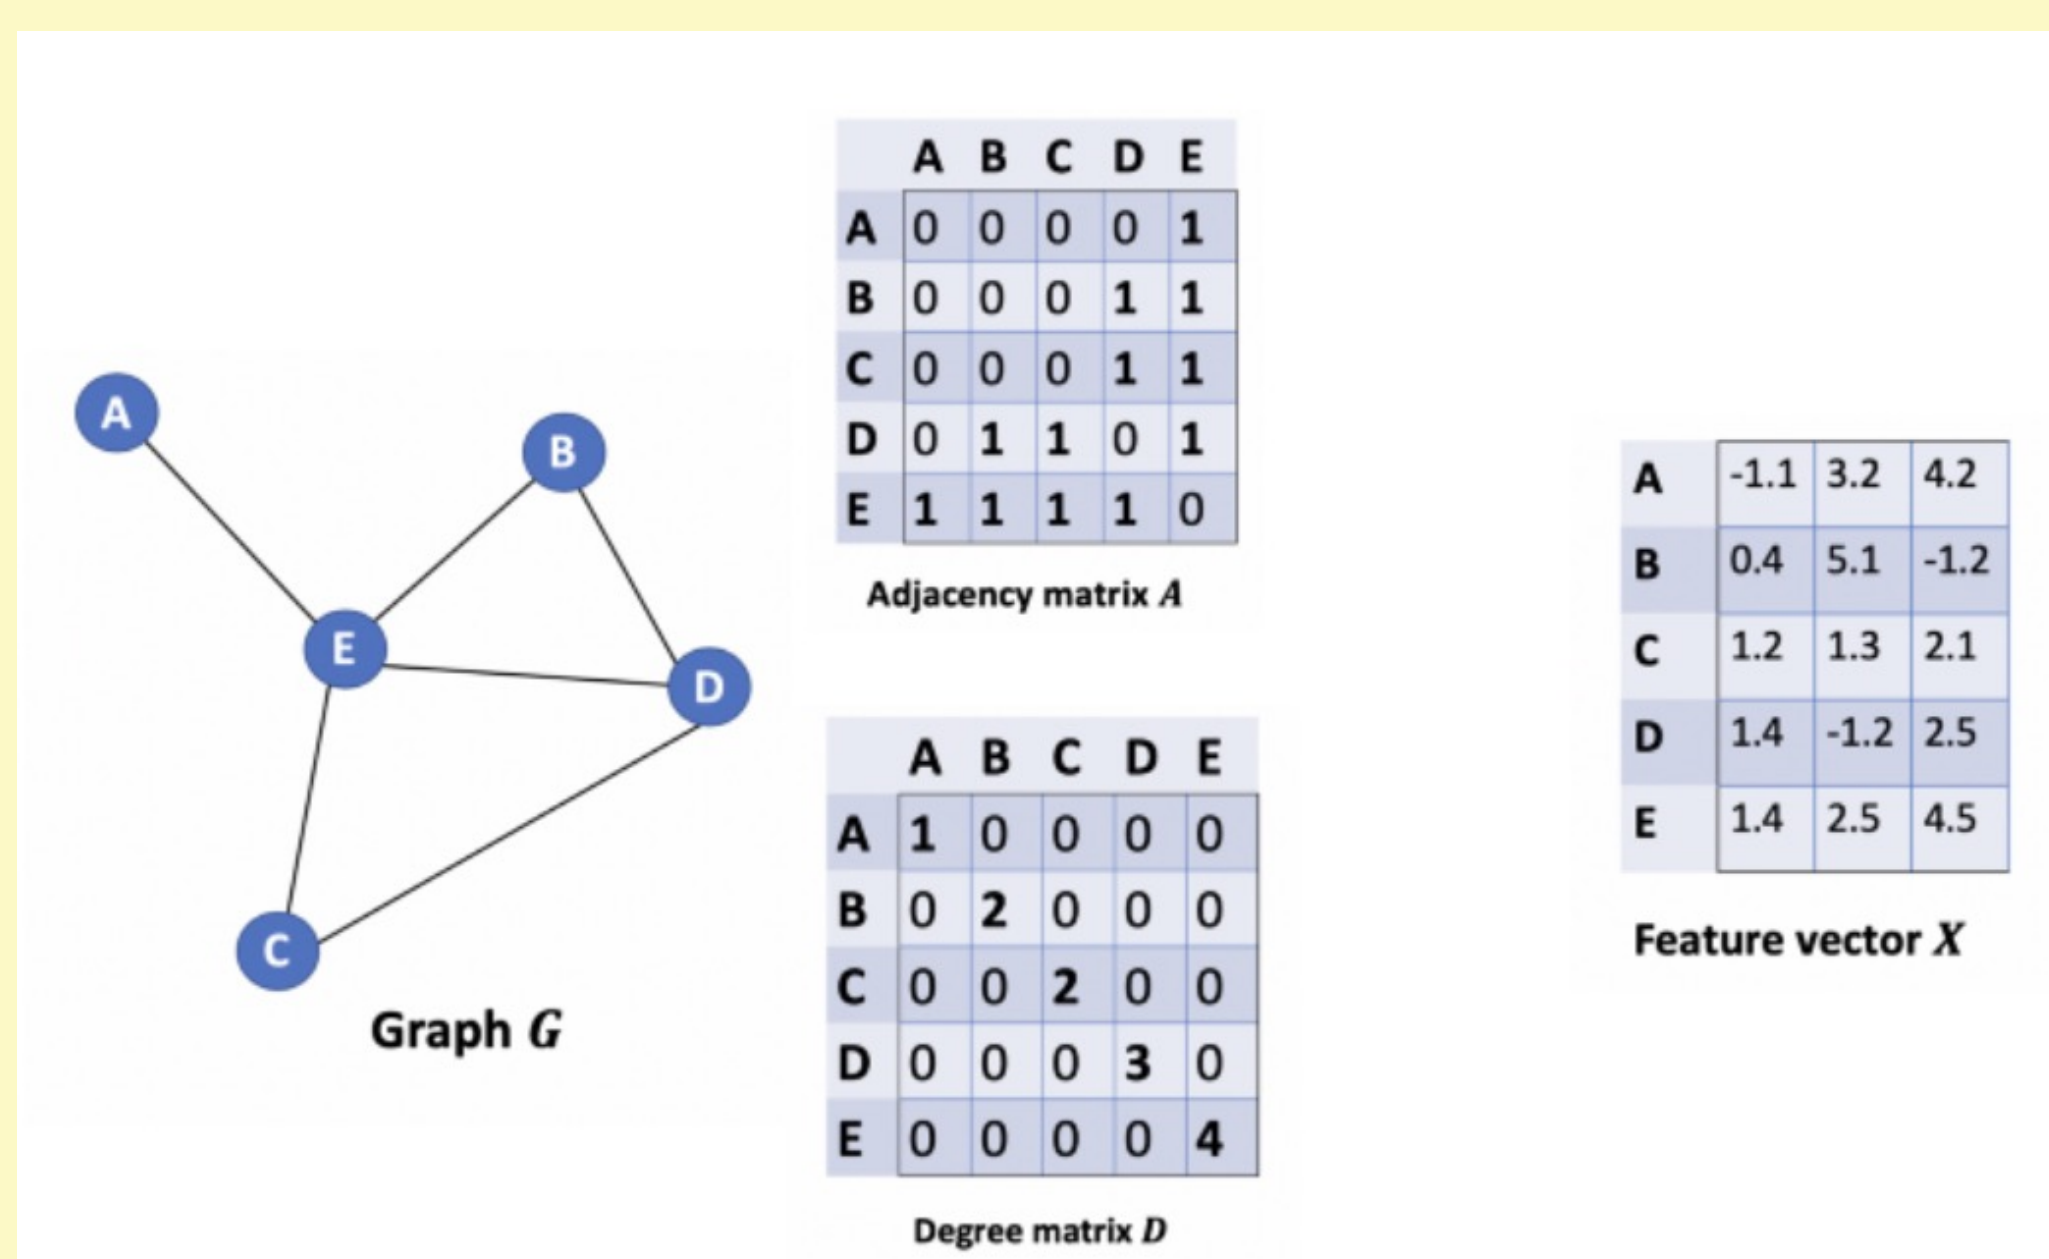 A B C D E
A 0 0 0 0 1
B 0 0 0 1 1
C 0 0 0 1 1
D 0 1 1 0 1
E 1 1 1 1 0
Adjacency matrix A
A
B
E
D
C
Graph G
A B C D E
A 1 0 0 0 0
B 0 2 0 0 0
C 0 0 2 0 0
D 0 0 0 3 0
E 0 0 0 0 4
Degree matrix D
A -1.1 3.2 4.2
B 0.4 5.1 -1.2
C 1.2 1.3 2.1
D 1.4 -1.2 2.5
E 1.4 2.5 4.5
Feature vector X